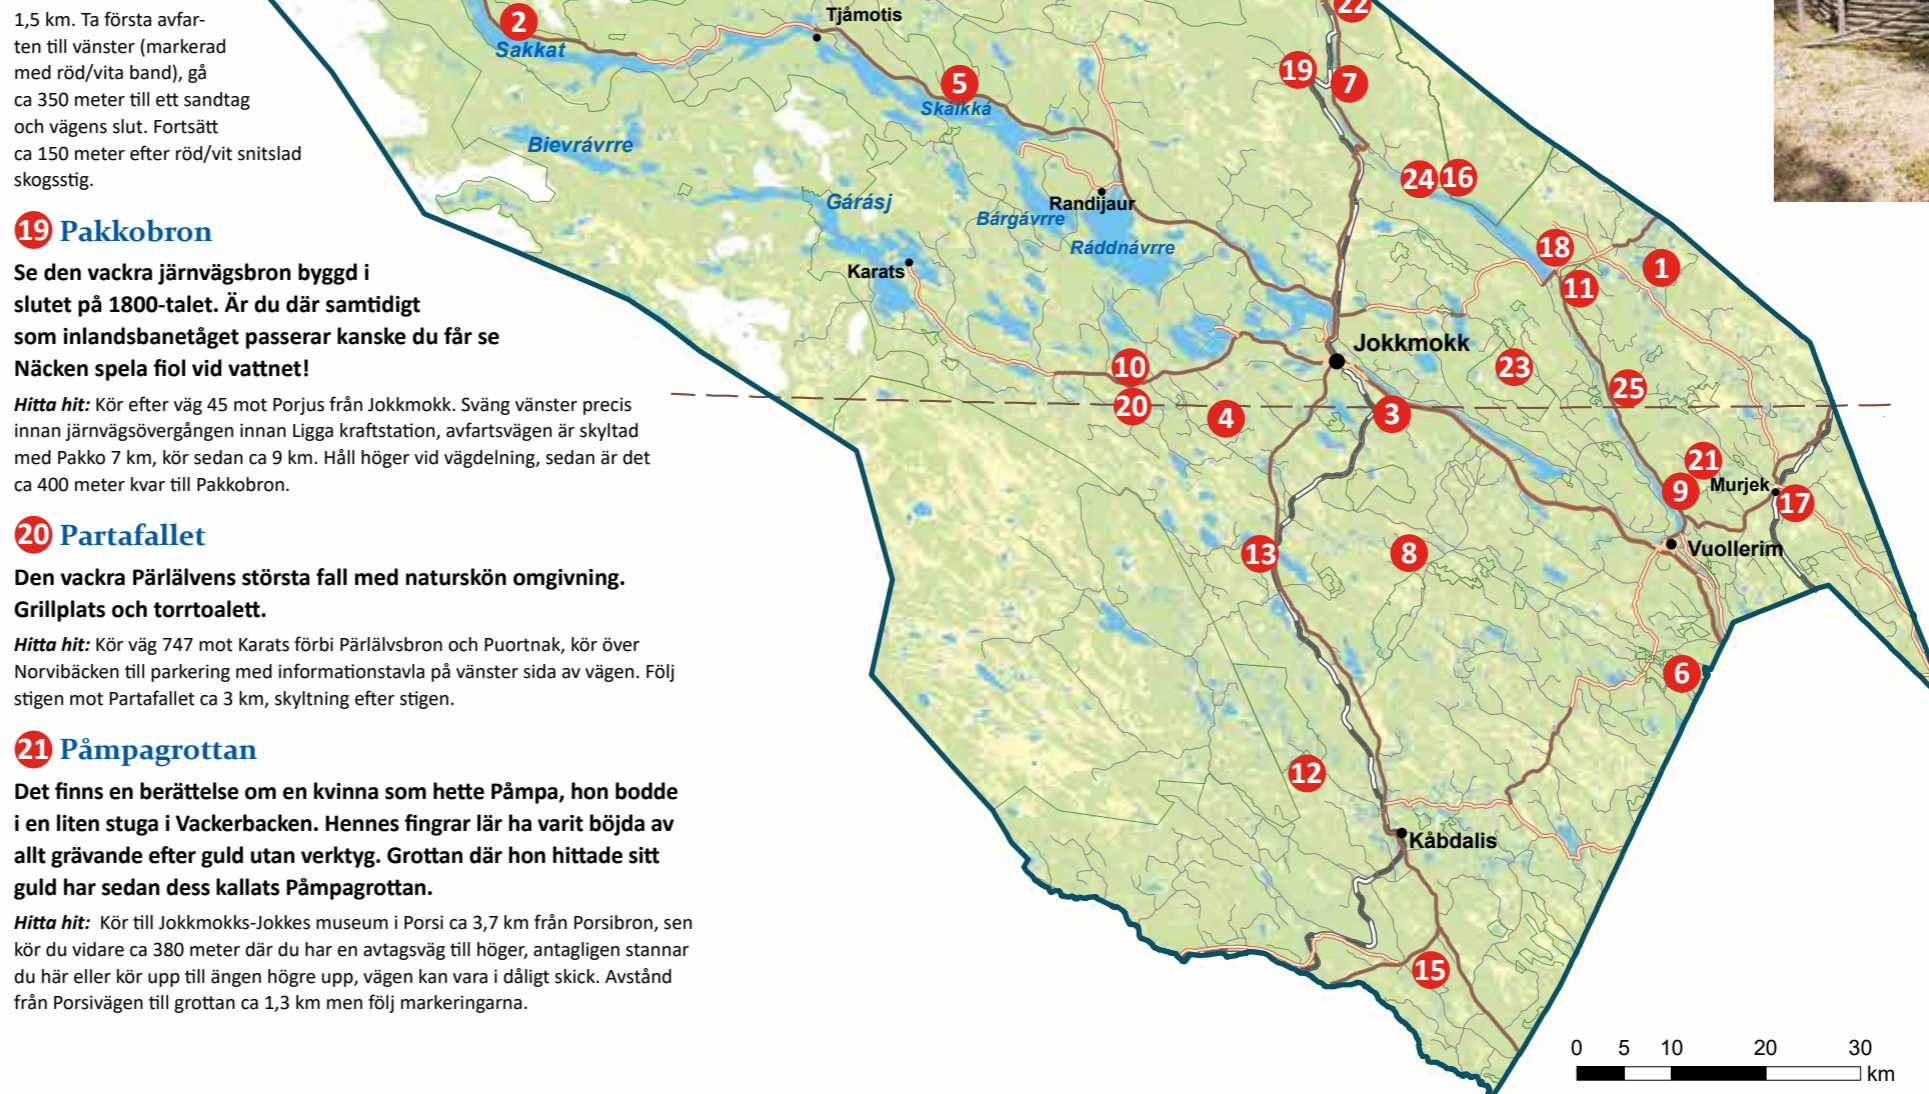 1,5 km. Ta första avfar-
ten till vänster (markerad
med röd/vita band), gå
ca 350 meter till ett sandtag
och vägens slut. Fortsätt
ca 150 meter efter röd/vit snitslad
skogsstig.
19 Pakkobron
Se den vackra järnvägsbron byggd i
slutet på 1800-talet. Är du där samtidigt
som inlandsbanetåget passerar kanske du får se
Näcken spela fiol vid vattnet!
Hitta hit: Kör efter väg 45 mot Porjus från Jokkmokk. Sväng vänster precis
innan järnvägsövergången innan Ligga kraftstation, avfartsvägen är skyltad
med Pakko 7 km, kör sedan ca 9 km. Håll höger vid vägdelning, sedan är det
ca 400 meter kvar till Pakkobron.
20 Partafallet
Den vackra Pärlälvens största fall med naturskön omgivning.
Grillplats och torrtoalett.
Hitta hit: Kör väg 747 mot Karats förbi Pärlälvsbron och Puortnak, kör över
Norvibäcken till parkering med informationstavla på vänster sida av vägen. Följ
stigen mot Partafallet ca 3 km, skyltning efter stigen.
21 Påmpagrottan
Det finns en berättelse om en kvinna som hette Påmpa, hon bodde
i en liten stuga i Vackerbacken. Hennes fingrar lär ha varit böjda av
allt grävande efter guld utan verktyg. Grottan där hon hittade sitt
guld har sedan dess kallats Påmpagrottan.
Hitta hit: Kör till Jokkmokks-Jokkes museum i Porsi ca 3,7 km från Porsibron, sen
kör du vidare ca 380 meter där du har en avtagsväg till höger, antagligen stannar
du här eller kör upp till ängen högre upp, vägen kan vara i dåligt skick. Avstånd
från Porsivägen till grottan ca 1,3 km men följ markeringarna.
22
2
Tjåmotis
Sakkat
19
7
5
Skalkká
Bievrávrre
24 16
Gárásj
Randijaur
Bárgávrre
Ráddnávrre
18
1
Karats
11
Jokkmokk
10
23
25
20
4
3
21
Murjek
9
17
13
8
Vuollerim
6
12
Kåbdalis
15
0 5 10 20 30
km